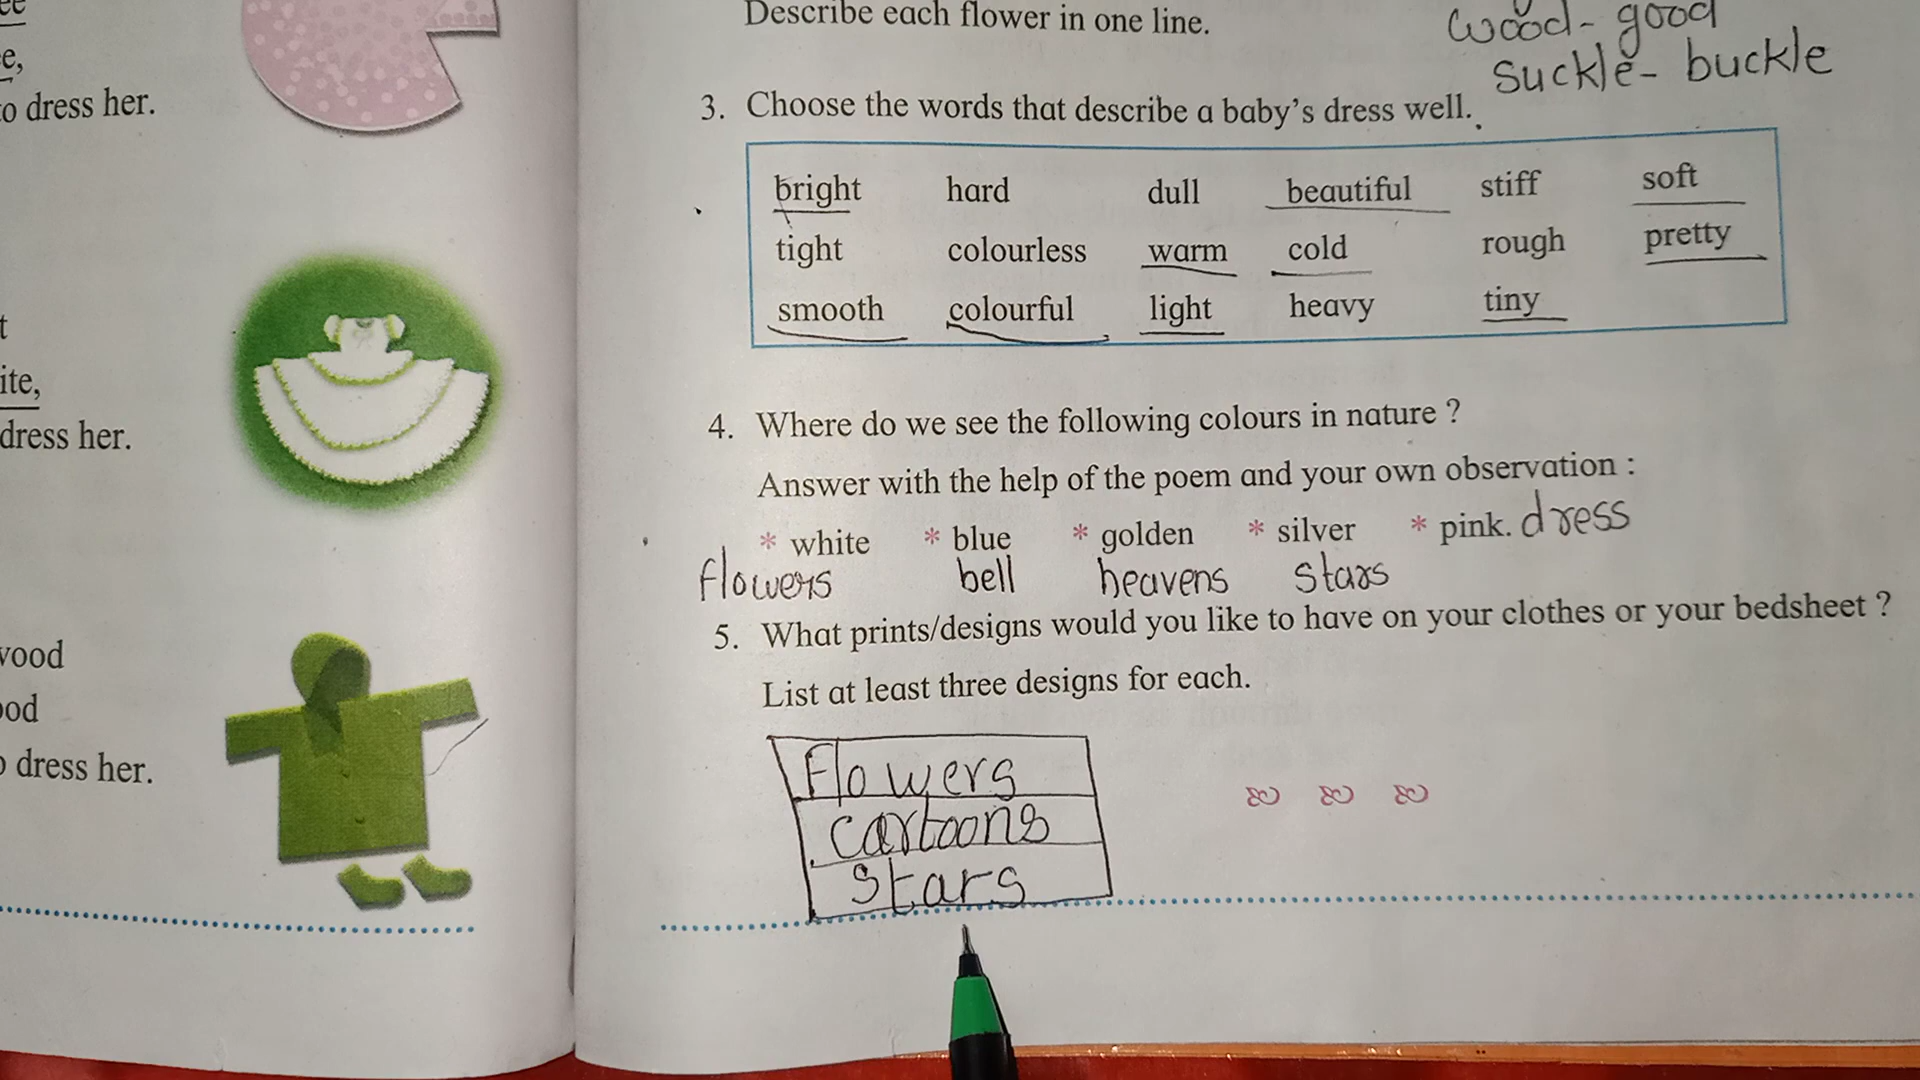 e,
to dress her.
t
ite,
dress her.
wood
ood
o dress her.
Describe each flower in one line.
wood - good
suckle - buckle
3. Choose the words that describe a baby's dress well.
bright hard dull beautiful stiff soft
tight colourless warm cold rough pretty
smooth colourful light heavy tiny
4. Where do we see the following colours in nature ?
Answer with the help of the poem and your own observation :
* white * blue * golden * silver * pink. dress
flowers bell heavens stars
5. What prints/designs would you like to have on your clothes or your bedsheet ?
List at least three designs for each.
Flowers
cartoons
stars